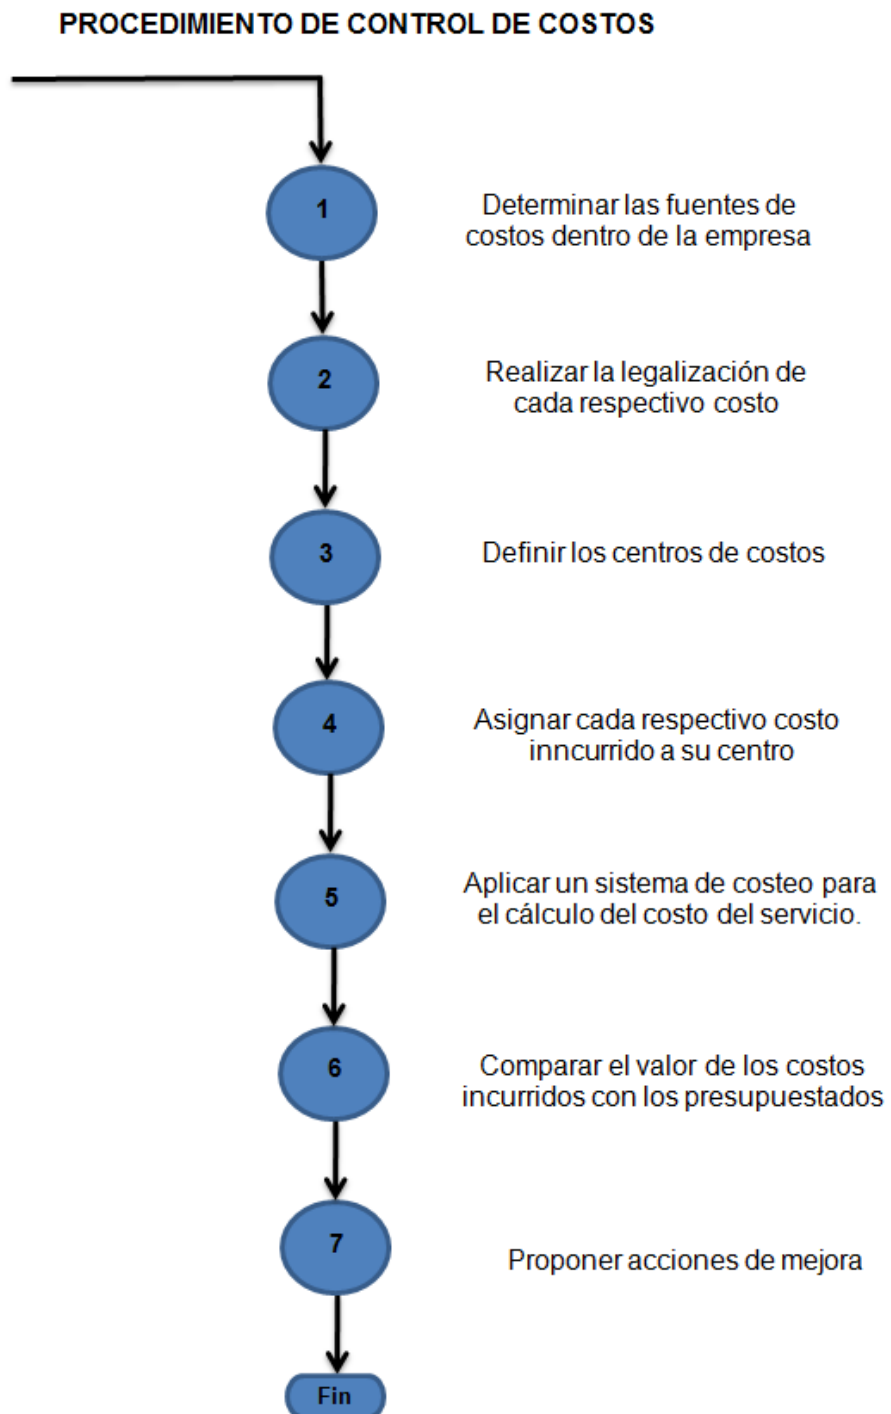 PROCEDIMIENTO DE CONTROL DE COSTOS
1
Determinar las fuentes de
costos dentro de la empresa
2
Realizar la legalización de
cada respectivo costo
3
Definir los centros de costos
4
Asignar cada respectivo costo
inncurrido a su centro
5
Aplicar un sistema de costeo para
el cálculo del costo del servicio.
6
Comparar el valor de los costos
incurridos con los presupuestados
7
Proponer acciones de mejora
Fin